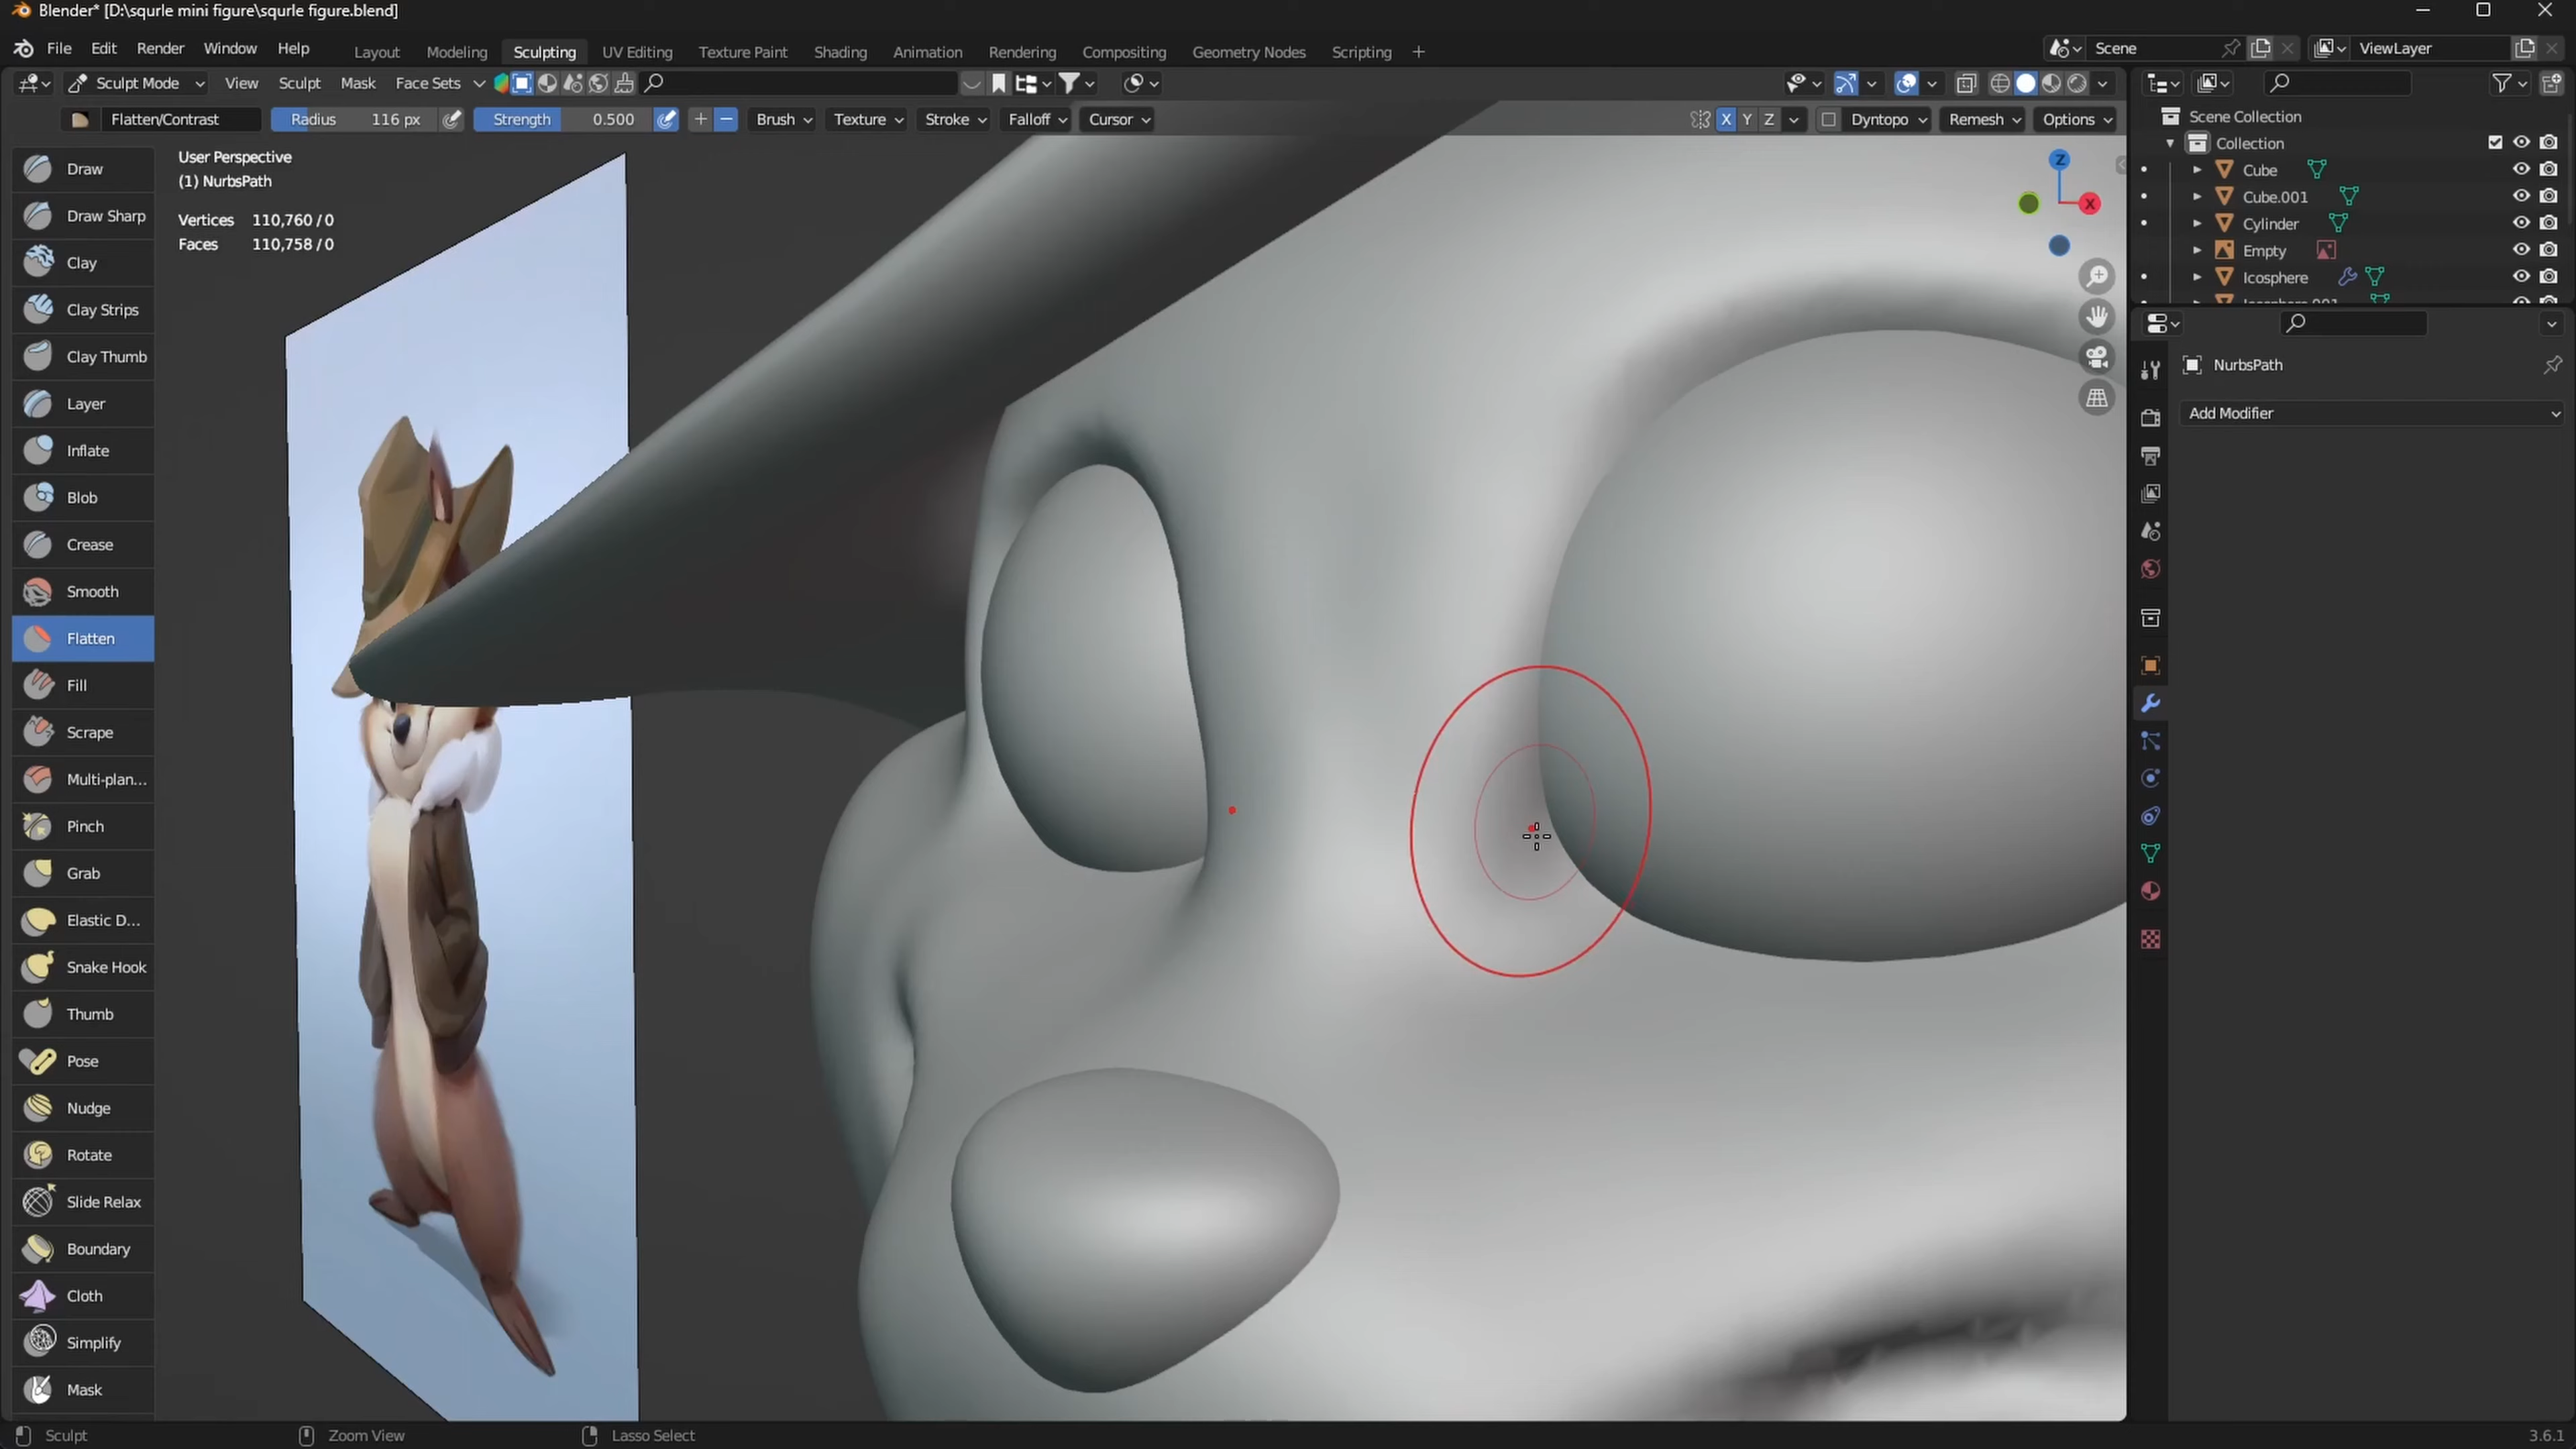 Blender* [D:\squrle mini figure\squrle figure.blend]
File Edit Render Window Help Layout Modeling Sculpting UV Editing Texture Paint Shading Animation Rendering Compositing Geometry Nodes Scripting + Scene ViewLayer
Sculpt Mode View Sculpt Mask Face Sets
Flatten/Contrast Radius 116 px Strength 0.500 Brush Texture Stroke Falloff Cursor X Y Z Dyntopo Remesh Options
User Perspective
(1) NurbsPath
Vertices 110,760 / 0
Faces 110,758 / 0
Z
X
Draw
Draw Sharp
Clay
Clay Strips
Clay Thumb
Layer
Inflate
Blob
Crease
Smooth
Flatten
Fill
Scrape
Multi-plan...
Pinch
Grab
Elastic D...
Snake Hook
Thumb
Pose
Nudge
Rotate
Slide Relax
Boundary
Cloth
Simplify
Mask
Scene Collection
Collection
Cube
Cube.001
Cylinder
Empty
Icosphere
Icosphere.001
NurbsPath
Add Modifier
Sculpt Zoom View Lasso Select 3.6.1